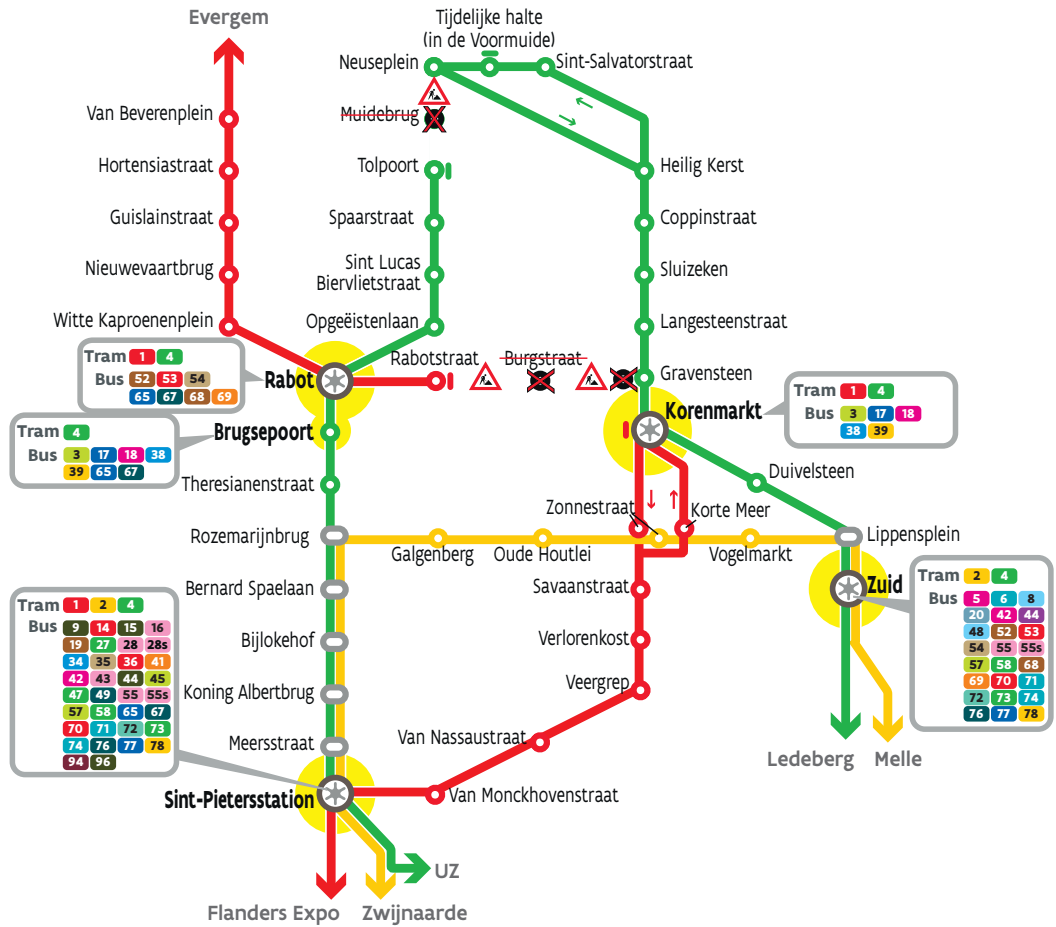 Evergem
Tijdelijke halte
(in de Voormuide)
Neuseplein
Sint-Salvatorstraat
Van Beverenplein
Muidebrug
Hortensiastraat
Tolpoort
Heilig Kerst
Guislainstraat
Spaarstraat
Coppinstraat
Nieuwevaartbrug
Sint Lucas
Biervlietstraat
Sluizeken
Witte Kaproenenplein
Opgeëistenlaan
Langesteenstraat
Tram 1 4
Bus 52 53 54
65 67 68 69
Rabot
Rabotstraat
Burgstraat
Gravensteen
Korenmarkt
Tram 1 4
Bus 3 17 18
38 39
Tram 4
Bus 3 17 18 38
39 65 67
Brugsepoort
Theresianenstraat
Duivelsteen
Zonnestraat
Korte Meer
Rozemarijnbrug
Galgenberg
Oude Houtlei
Vogelmarkt
Lippensplein
Bernard Spaelaan
Savaanstraat
Zuid
Tram 2 4
Bus 5 6 8
20 42 44
48 52 53
54 55 55s
57 58 68
69 70 71
72 73 74
76 77 78
Tram 1 2 4
Bus 9 14 15 16
19 27 28 28s
34 35 36 41
42 43 44 45
47 49 55 55s
57 58 65 67
70 71 72 73
74 76 77 78
94 96
Bijlokehof
Verlorenkost
Koning Albertbrug
Veergrep
Meersstraat
Van Nassaustraat
Ledeberg
Melle
Sint-Pietersstation
Van Monckhovenstraat
UZ
Flanders Expo
Zwijnaarde